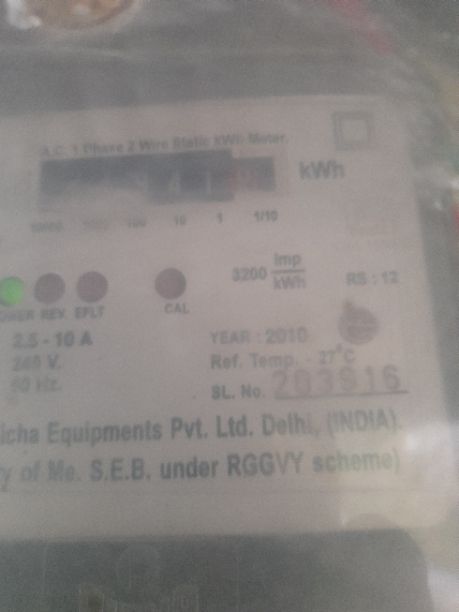 A.C. 1 Phase 2 Wire Static kWh Meter
kWh
10000 1000 100 10 1 1/10
3200 imp/kWh RS : 12
POWER REV. EFLT CAL
2.5 - 10 A YEAR : 2010
240 V. Ref. Temp. - 27°C
50 Hz. SL. No. 203916
icha Equipments Pvt. Ltd. Delhi, (INDIA).
y of Me. S.E.B. under RGGVY scheme)